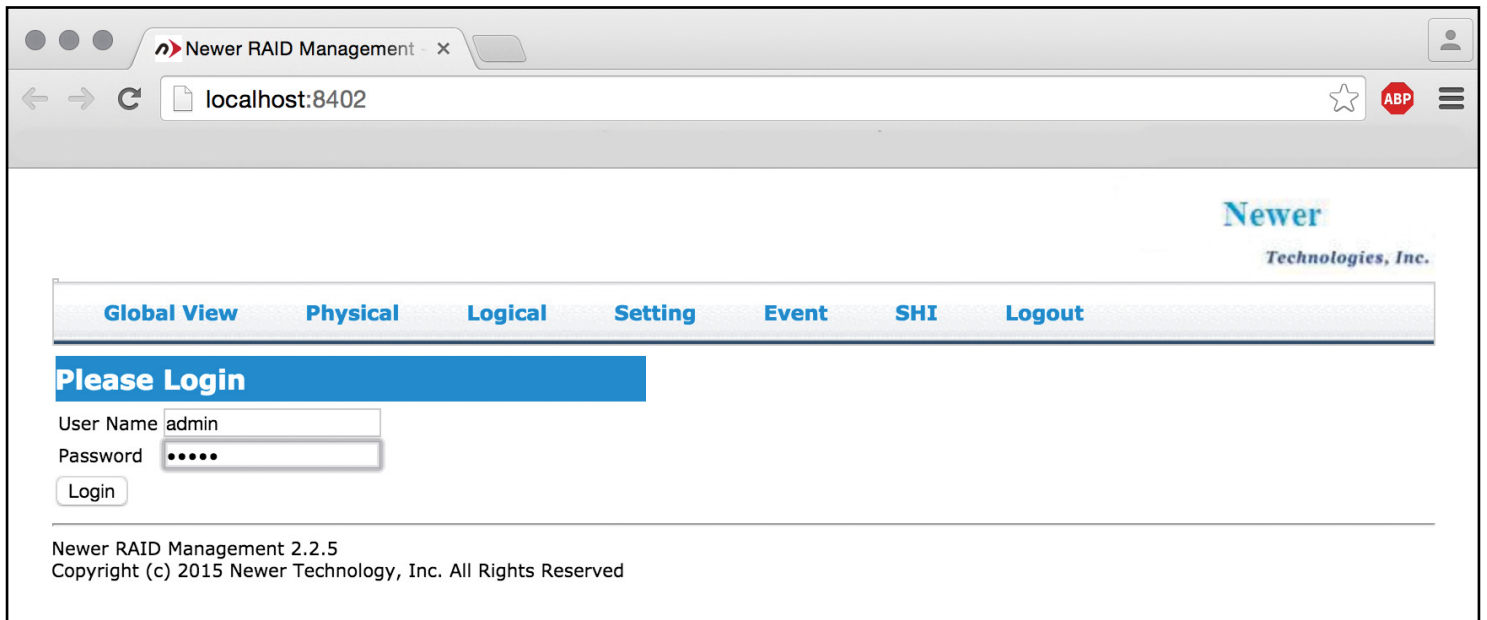 Newer RAID Management -
localhost:8402
ABP
Newer
Technologies, Inc.
Global View Physical Logical Setting Event SHI Logout
Please Login
User Name admin
Password •••••
Login
Newer RAID Management 2.2.5
Copyright (c) 2015 Newer Technology, Inc. All Rights Reserved